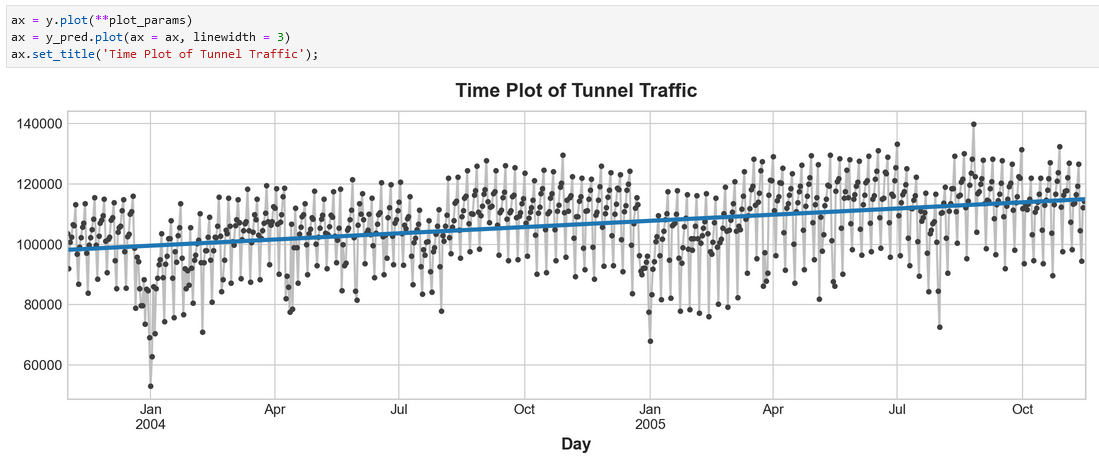 ax = y.plot(**plot_params)
ax = y_pred.plot(ax = ax, linewidth = 3)
ax.set_title('Time Plot of Tunnel Traffic');
Time Plot of Tunnel Traffic
140000
120000
100000
80000
60000
Jan Apr Jul Oct Jan Apr Jul Oct
2004 2005
Day